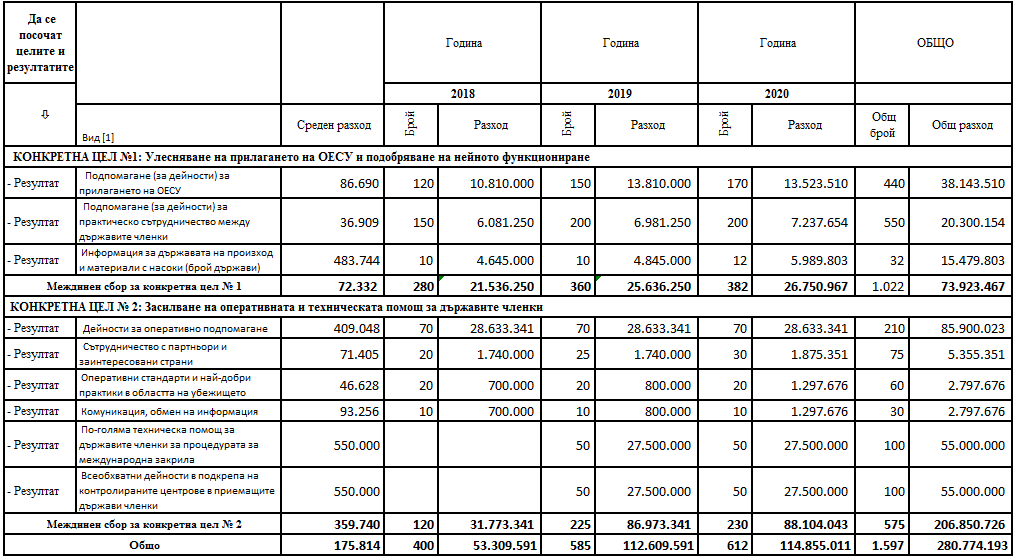 Да се
посочат
целите и
резултатите
Година
Година
Година
ОБЩО
2018
2019
2020
⇩
Вид [1]
Среден разход
Брой
Разход
Брой
Разход
Брой
Разход
Общ
брой
Общ разход
КОНКРЕТНА ЦЕЛ №1: Улесняване на прилагането на ОЕСУ и подобряване на нейното функциониране
- Резултат
Подпомагане (за дейности) за
прилагането на ОЕСУ
86.690 120 10.810.000 150 13.810.000 170 13.523.510 440 38.143.510
- Резултат
Подпомагане (за дейности) за
практическо сътрудничество между
държавите членки
36.909 150 6.081.250 200 6.981.250 200 7.237.654 550 20.300.154
- Резултат
Информация за държавата на произход
и материали с насоки (брой държави)
483.744 10 4.645.000 10 4.845.000 12 5.989.803 32 15.479.803
Междинен сбор за конкретна цел № 1 72.332 280 21.536.250 360 25.636.250 382 26.750.967 1.022 73.923.467
КОНКРЕТНА ЦЕЛ № 2: Засилване на оперативната и техническата помощ за държавите членки
- Резултат Дейности за оперативно подпомагане 409.048 70 28.633.341 70 28.633.341 70 28.633.341 210 85.900.023
- Резултат
Сътрудничество с партньори и
заинтересовани страни
71.405 20 1.740.000 25 1.740.000 30 1.875.351 75 5.355.351
- Резултат
Оперативни стандарти и най-добри
практики в областта на убежището
46.628 20 700.000 20 800.000 20 1.297.676 60 2.797.676
- Резултат Комуникация, обмен на информация 93.256 10 700.000 10 800.000 10 1.297.676 30 2.797.676
- Резултат
По-голяма техническа помощ за
държавите членки за процедурата за
международна закрила
550.000 50 27.500.000 50 27.500.000 100 55.000.000
- Резултат
Всеобхватни дейности в подкрепа на
контролираните центрове в приемащите
държави членки
550.000 50 27.500.000 50 27.500.000 100 55.000.000
Междинен сбор за конкретна цел № 2 359.740 120 31.773.341 225 86.973.341 230 88.104.043 575 206.850.726
Общо 175.814 400 53.309.591 585 112.609.591 612 114.855.011 1.597 280.774.193